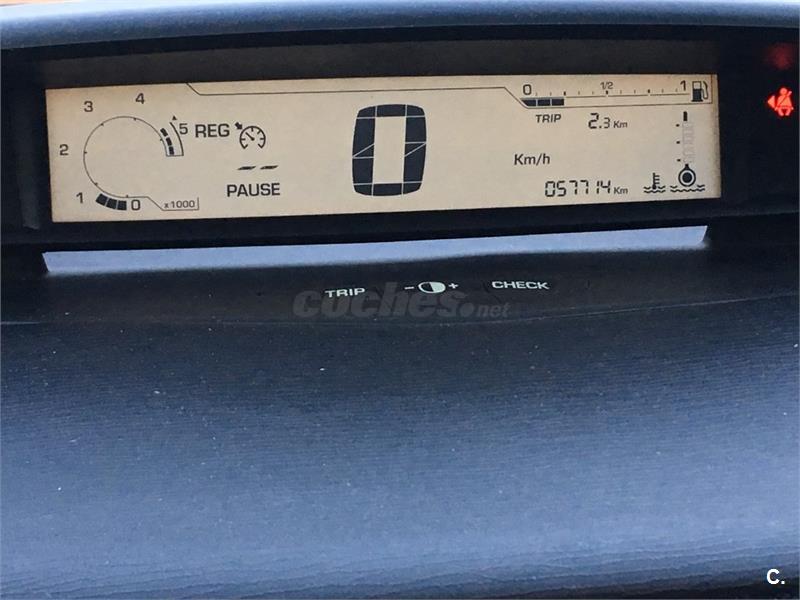 0 1/2 1
TRIP 2.3 Km
4
3
5 REG
2
Km/h
0
PAUSE
057714 Km
1 0 x1000
TRIP - + CHECK
coches.net
C.